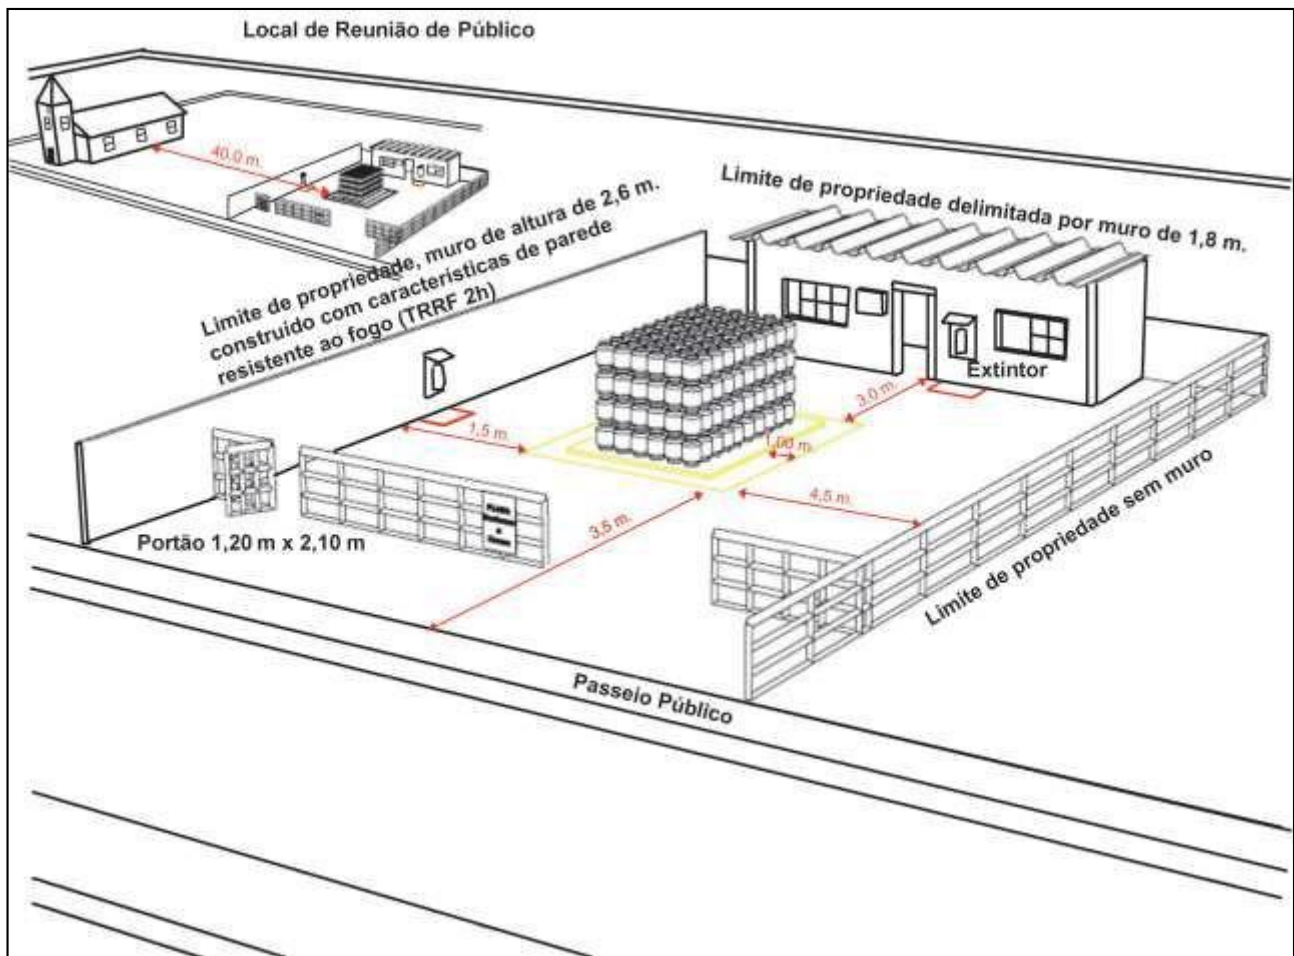 Local de Reunião de Público
40.0 m.
Limite de propriedade delimitada por muro de 1,8 m.
Limite de propriedade, muro de altura de 2,6 m.
construido com características de parede
resistente ao fogo (TRRF 2h)
Extintor
3.0 m.
1,5 m.
1,00 m.
4,5 m.
3.5 m.
Portão 1,20 m x 2,10 m
Limite de propriedade sem muro
Passeio Público